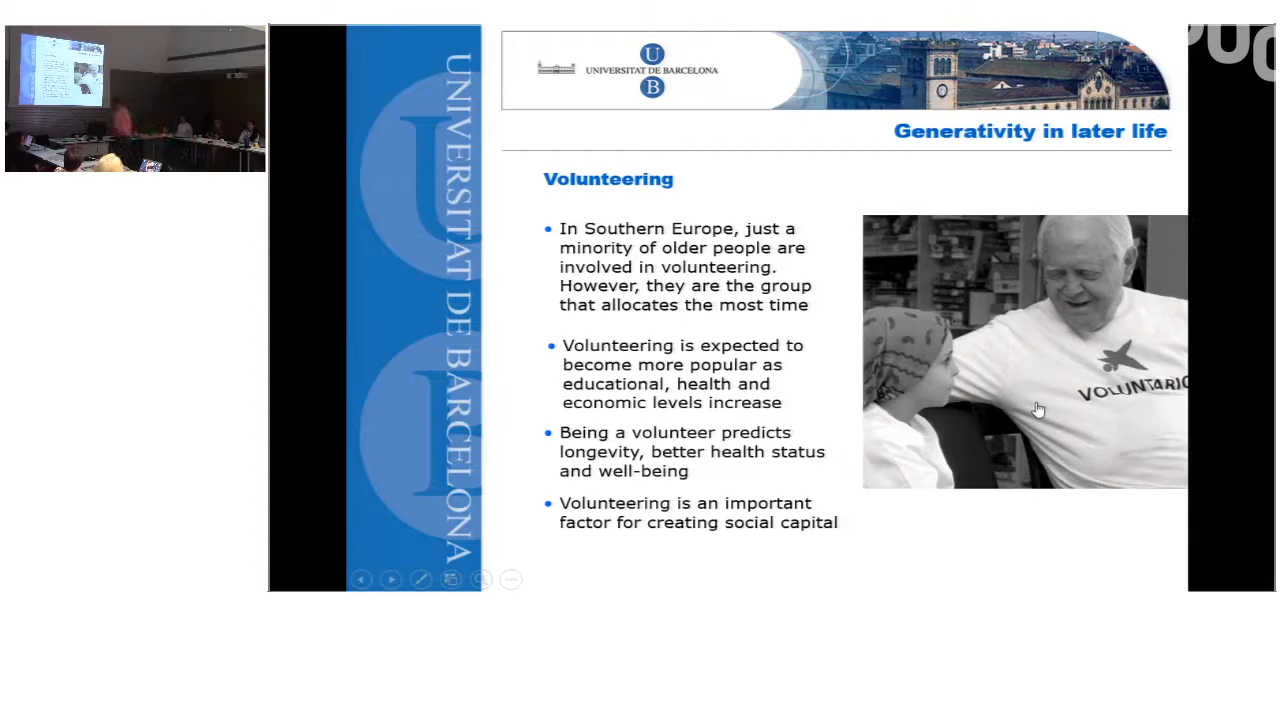 UOC
U
UNIVERSITAT DE BARCELONA
B
Generativity in later life
UNIVERSITAT DE BARCELONA
Volunteering
In Southern Europe, just a
minority of older people are
involved in volunteering.
However, they are the group
that allocates the most time
Volunteering is expected to
become more popular as
educational, health and
economic levels increase
Being a volunteer predicts
longevity, better health status
and well-being
Volunteering is an important
factor for creating social capital
VOLUNTARIO